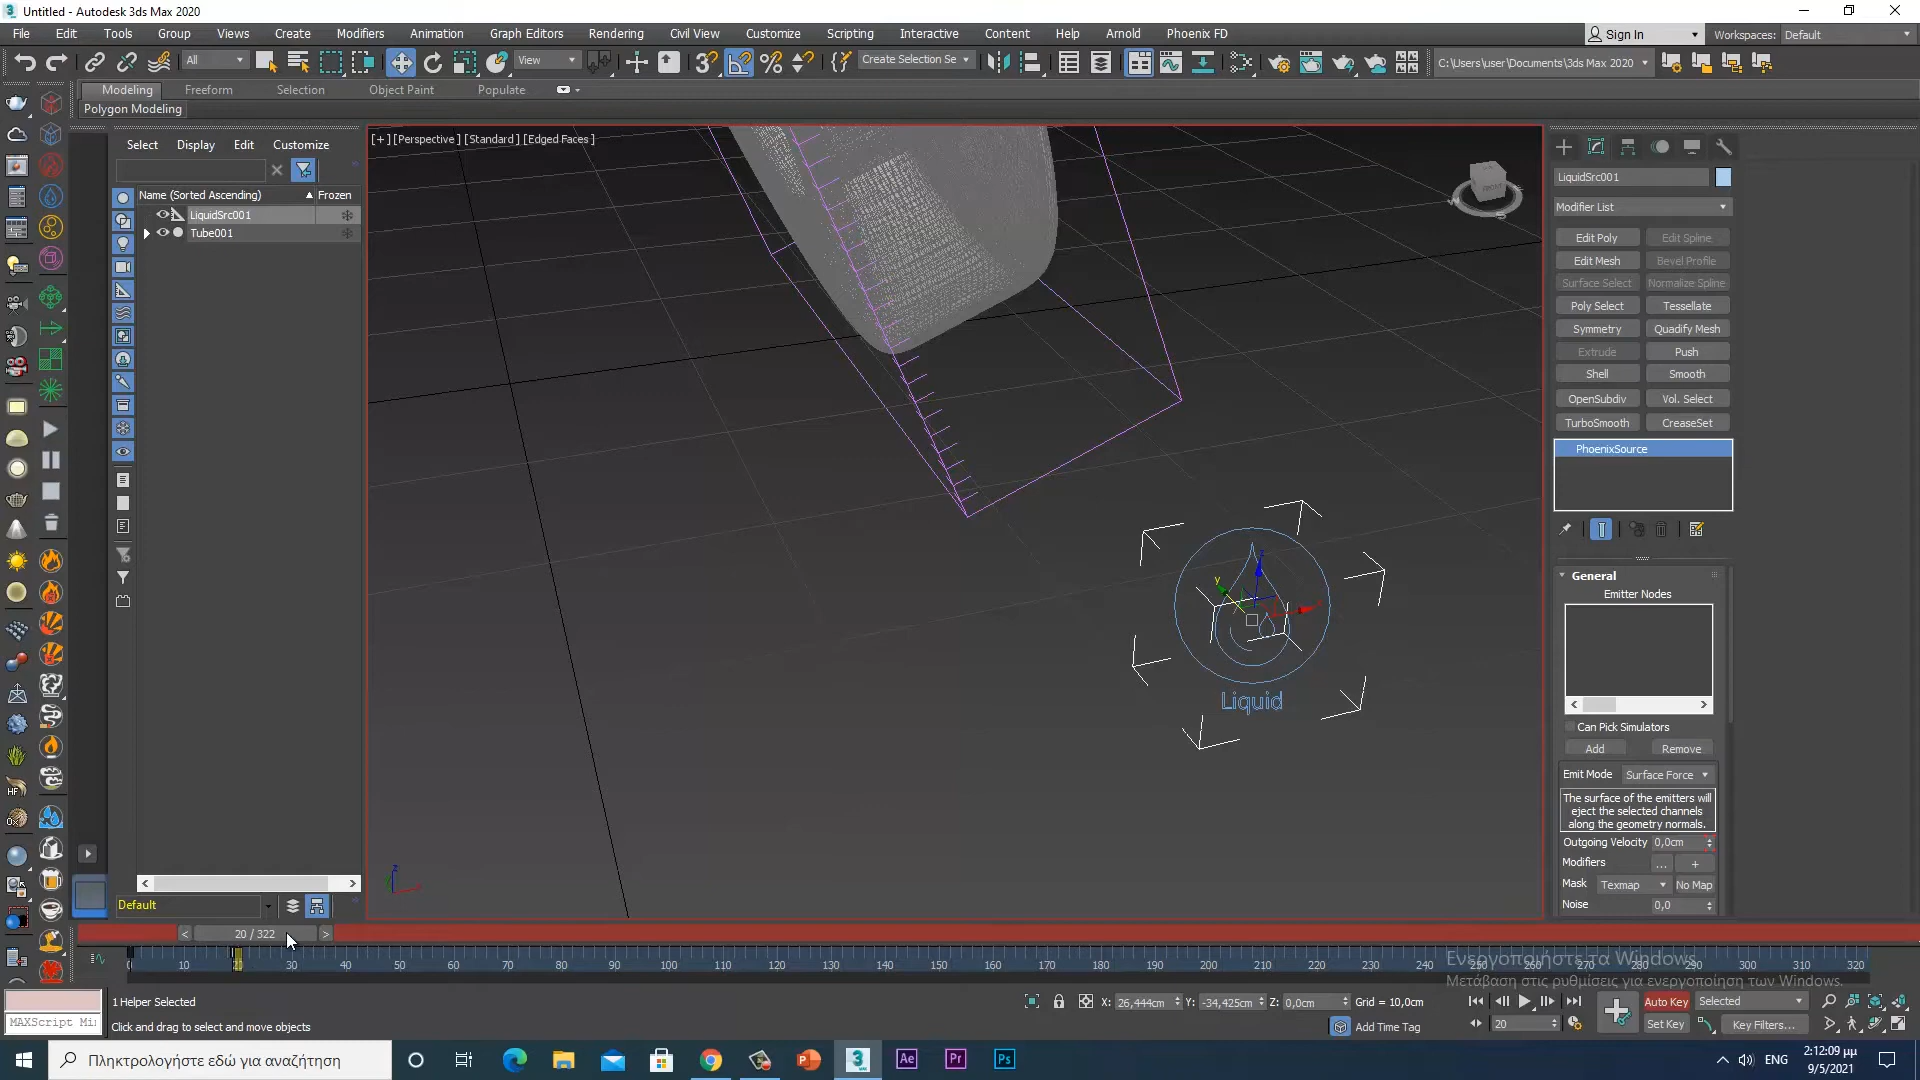 Untitled - Autodesk 3ds Max 2020
File Edit Tools Group Views Create Modifiers Animation Graph Editors Rendering Civil View Customize Scripting Interactive Content Help Arnold Phoenix FD Sign In Workspaces: Default
All View Create Selection Se C:\Users\user\Documents\3ds Max 2020
Modeling Freeform Selection Object Paint Populate
Polygon Modeling
Select Display Edit Customize
[+] [Perspective] [Standard] [Edged Faces]
LiquidSrc001
Name (Sorted Ascending) Frozen
Modifier List
LiquidSrc001
Tube001
Edit Poly Edit Spline
Edit Mesh Bevel Profile
Surface Select Normalize Spline
Poly Select Tessellate
Symmetry Quadify Mesh
Extrude Push
Shell Smooth
OpenSubdiv Vol. Select
TurboSmooth CreaseSet
PhoenixSource
General
Emitter Nodes
z
y
Liquid
Can Pick Simulators
Add Remove
Emit Mode Surface Force
The surface of the emitters will
eject the selected channels
along the geometry normals.
Outgoing Velocity 0,0cm
Modifiers ... +
Mask Texmap No Map
Noise 0,0
HF
z
Default
< 20 / 322 >
0 10 20 30 40 50 60 70 80 90 100 110 120 130 140 150 160 170 180 190 200 210 220 230 240 250 260 270 280 290 300 310 320
Ενεργοποιήστε τα Windows
Μετάβαση στις ρυθμίσεις για ενεργοποίηση των Windows.
1 Helper Selected
X: 26,444cm Y: -34,425cm Z: 0,0cm Grid = 10,0cm
Auto Key Selected
MAXScript Mi
Click and drag to select and move objects
Add Time Tag
20
Set Key Key Filters...
Πληκτρολογήστε εδώ για αναζήτηση
3 Ae Pr Ps
ENG
2:12:09 μμ
9/5/2021